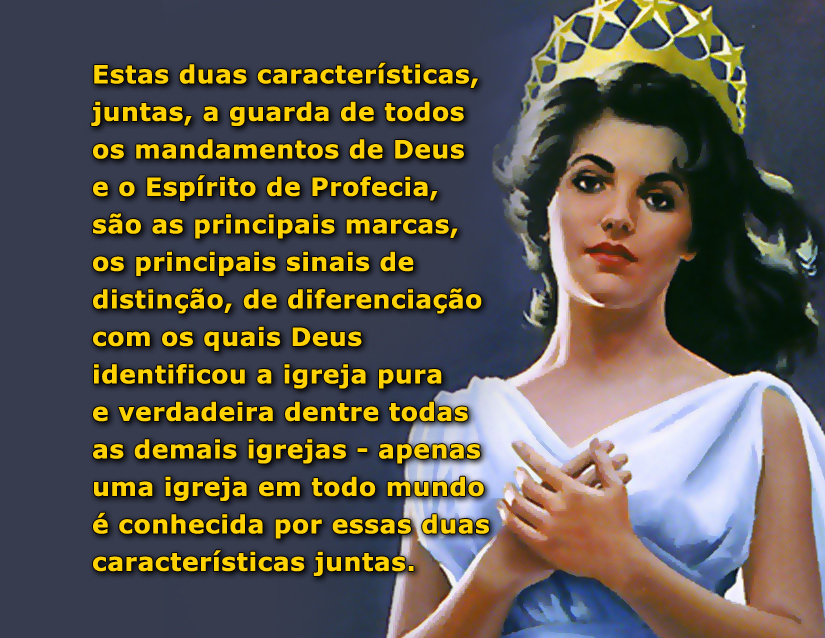 Estas duas características,
juntas, a guarda de todos
os mandamentos de Deus
e o Espírito de Profecia,
são as principais marcas,
os principais sinais de
distinção, de diferenciação
com os quais Deus
identificou a igreja pura
e verdadeira dentre todas
as demais igrejas - apenas
uma igreja em todo mundo
é conhecida por essas duas
características juntas.